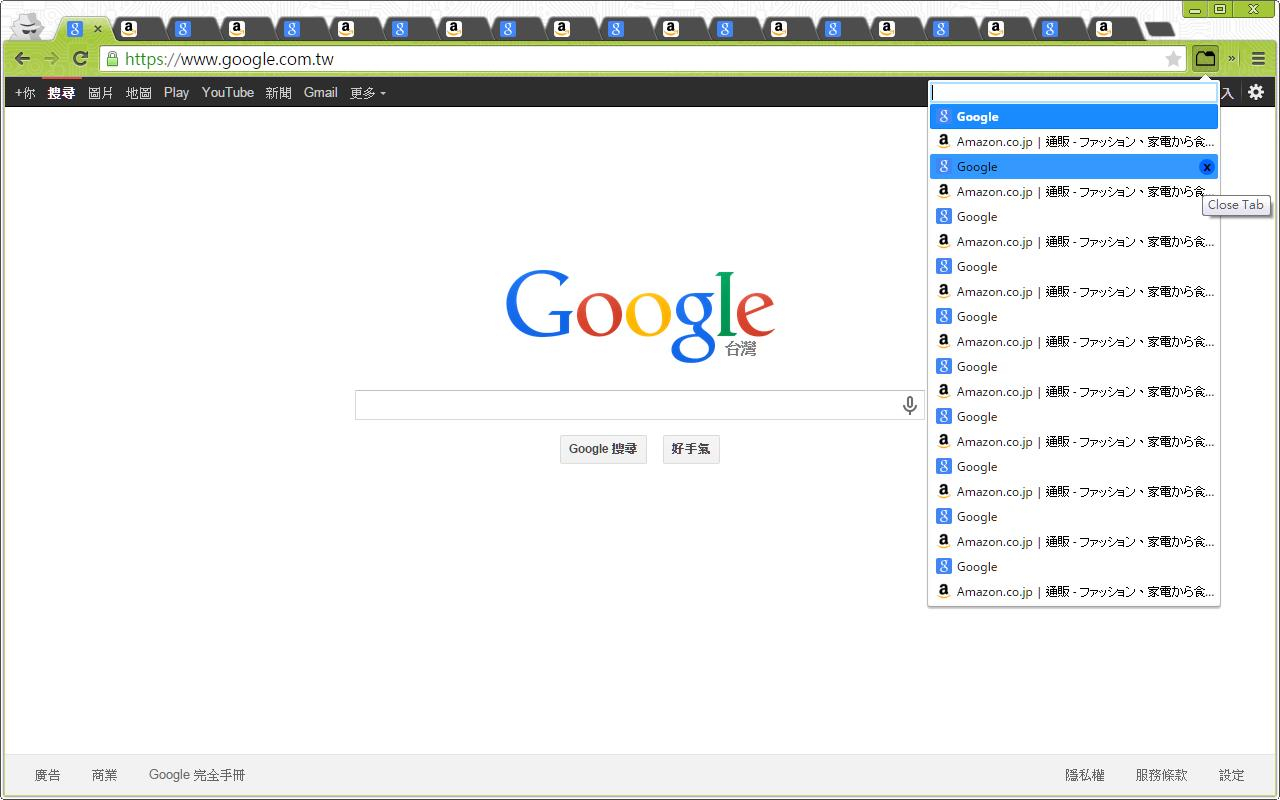 https://www.google.com.tw
+你 搜尋 圖片 地圖 Play YouTube 新聞 Gmail 更多 入
Google
Amazon.co.jp | 通販 - ファッション、家電から食...
Google
Amazon.co.jp | 通販 - ファッション、家電から食...
Close Tab
Google
Amazon.co.jp | 通販 - ファッション、家電から食...
Google
Amazon.co.jp | 通販 - ファッション、家電から食...
Google
Amazon.co.jp | 通販 - ファッション、家電から食...
Google
Amazon.co.jp | 通販 - ファッション、家電から食...
Google
Amazon.co.jp | 通販 - ファッション、家電から食...
Google
Amazon.co.jp | 通販 - ファッション、家電から食...
Google
Amazon.co.jp | 通販 - ファッション、家電から食...
Google
Amazon.co.jp | 通販 - ファッション、家電から食...
Google
台灣
Google 搜尋 好手氣
廣告 商業 Google 完全手冊 隱私權 服務條款 設定